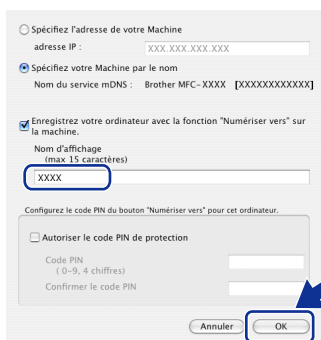 Spécifiez l'adresse de votre Machine
adresse IP : XXX.XXX.XXX.XXX
Spécifiez votre Machine par le nom
Nom du service mDNS : Brother MFC-XXXX [XXXXXXXXXXXX]
Enregistrez votre ordinateur avec la fonction "Numériser vers" sur
la machine.
Nom d'affichage
(max 15 caractères)
XXXX
Configurez le code PIN du bouton "Numériser vers" pour cet ordinateur.
Autoriser le code PIN de protection
Code PIN
( 0-9, 4 chiffres)
Confirmer le code PIN
Annuler OK